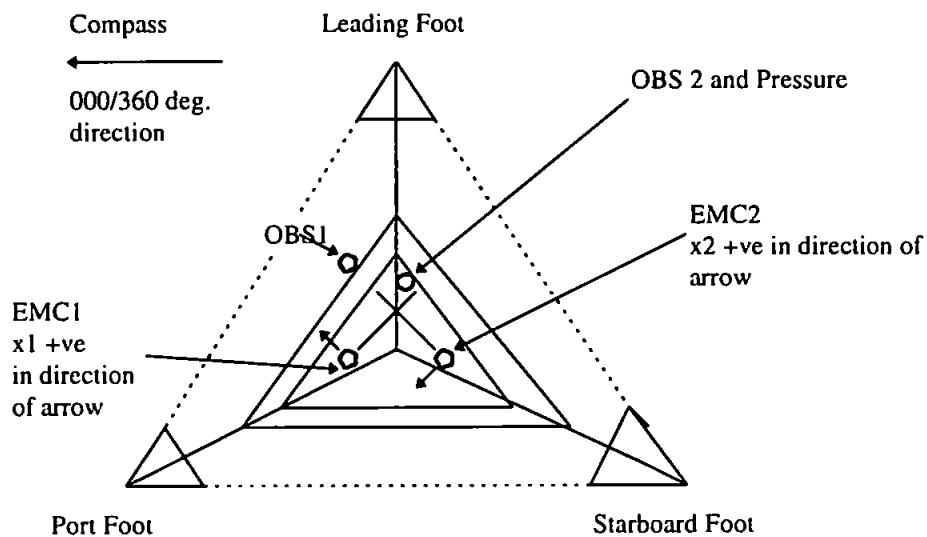 Compass
Leading Foot
000/360 deg.
direction
OBS 2 and Pressure
OBS1
EMC2
x2 +ve in direction of
arrow
EMC1
x1 +ve
in direction
of arrow
Port Foot
Starboard Foot